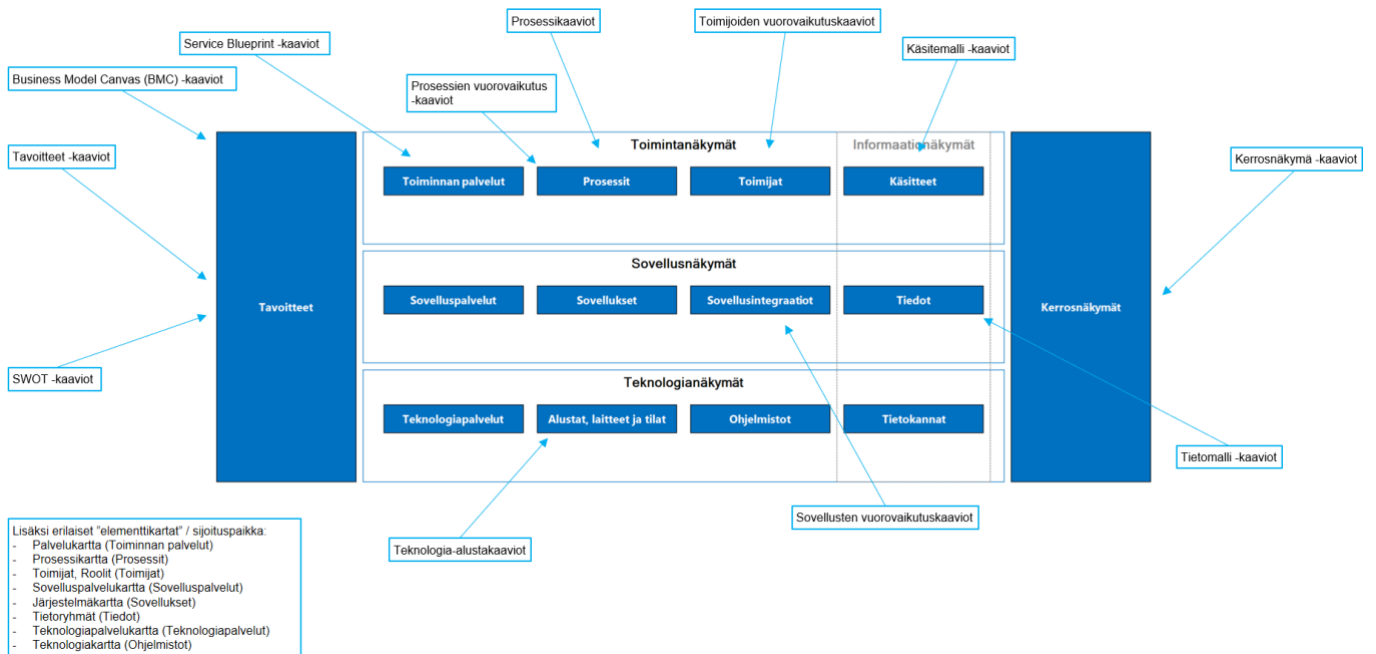 Prosessikaaviot
Toimijoiden vuorovaikutuskaaviot
Service Blueprint -kaaviot
Käsitemalli -kaaviot
Business Model Canvas (BMC) -kaaviot
Prosessien vuorovaikutus
-kaaviot
Tavoitteet -kaaviot
Toimintanäkymät
Informaationäkymät
Kerrosnäkymä -kaaviot
Toiminnan palvelut
Prosessit
Toimijat
Käsitteet
Sovellusnäkymät
Tavoitteet
Sovelluspalvelut
Sovellukset
Sovellusintegraatiot
Tiedot
Kerrosnäkymät
SWOT -kaaviot
Teknologianäkymät
Teknologiapalvelut
Alustat, laitteet ja tilat
Ohjelmistot
Tietokannat
Tietomalli -kaaviot
Sovellusten vuorovaikutuskaaviot
Teknologia-alustakaaviot
Lisäksi erilaiset "elementtikartat" / sijoituspaikka:
- Palvelukartta (Toiminnan palvelut)
- Prosessikartta (Prosessit)
- Toimijat, Roolit (Toimijat)
- Sovelluspalvelukartta (Sovelluspalvelut)
- Järjestelmäkartta (Sovellukset)
- Tietoryhmät (Tiedot)
- Teknologiapalvelukartta (Teknologiapalvelut)
- Teknologiakartta (Ohjelmistot)